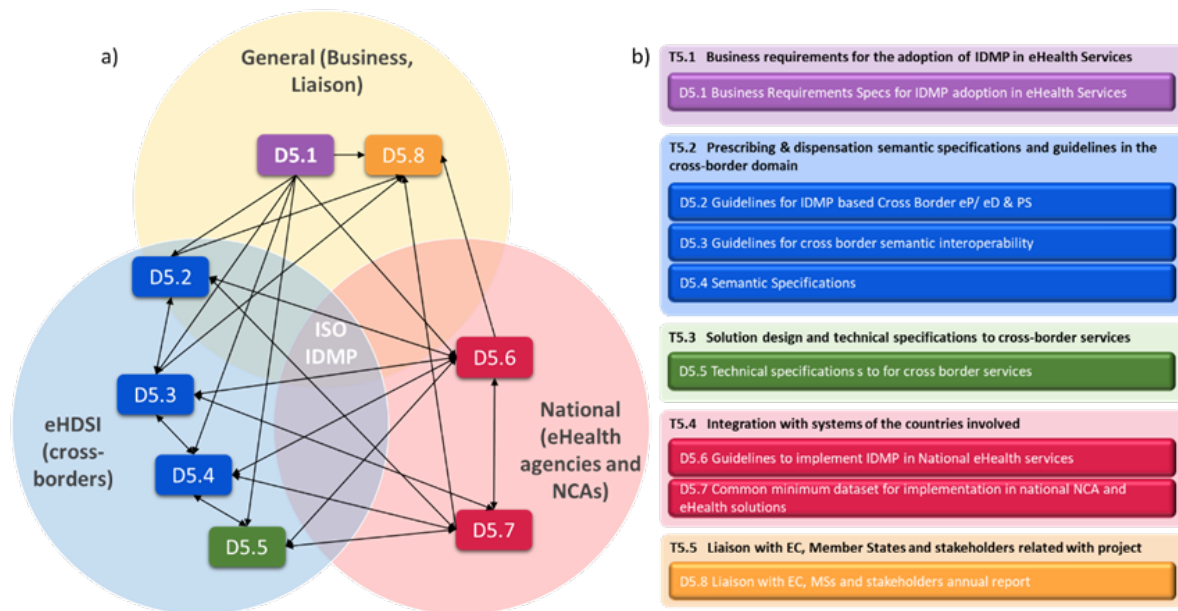 a)
General (Business,
Liaison)
D5.1
D5.8
D5.2
ISO
IDMP
D5.6
D5.3
eHDSI
(cross-
borders)
National
(eHealth
agencies and
NCAs)
D5.4
D5.7
D5.5
b)
T5.1 Business requirements for the adoption of IDMP in eHealth Services
D5.1 Business Requirements Specs for IDMP adoption in eHealth Services
T5.2 Prescribing & dispensation semantic specifications and guidelines in the
cross-border domain
D5.2 Guidelines for IDMP based Cross Border eP/ eD & PS
D5.3 Guidelines for cross border semantic interoperability
D5.4 Semantic Specifications
T5.3 Solution design and technical specifications to cross-border services
D5.5 Technical specifications s to for cross border services
T5.4 Integration with systems of the countries involved
D5.6 Guidelines to implement IDMP in National eHealth services
D5.7 Common minimum dataset for implementation in national NCA and
eHealth solutions
T5.5 Liaison with EC, Member States and stakeholders related with project
D5.8 Liaison with EC, MSs and stakeholders annual report